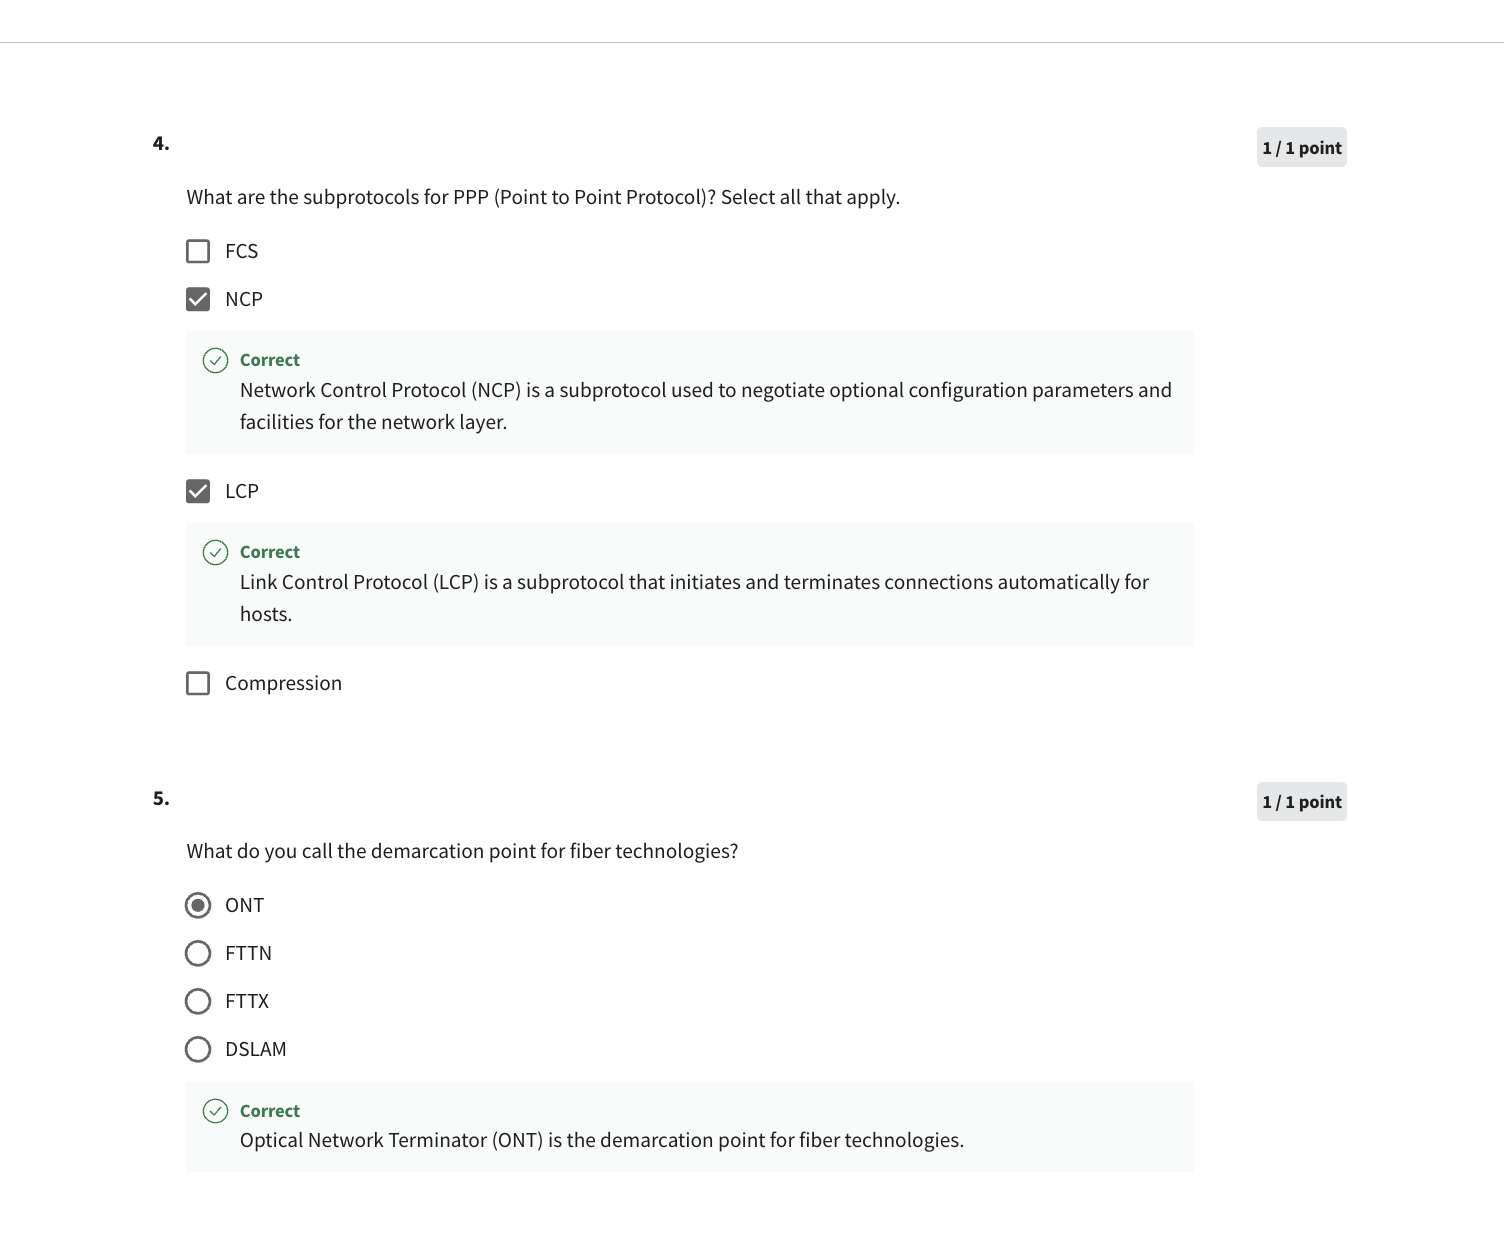 4.
1 / 1 point
What are the subprotocols for PPP (Point to Point Protocol)? Select all that apply.
FCS
NCP
Correct
Network Control Protocol (NCP) is a subprotocol used to negotiate optional configuration parameters and
facilities for the network layer.
LCP
Correct
Link Control Protocol (LCP) is a subprotocol that initiates and terminates connections automatically for
hosts.
Compression
5.
1 / 1 point
What do you call the demarcation point for fiber technologies?
ONT
FTTN
FTTX
DSLAM
Correct
Optical Network Terminator (ONT) is the demarcation point for fiber technologies.